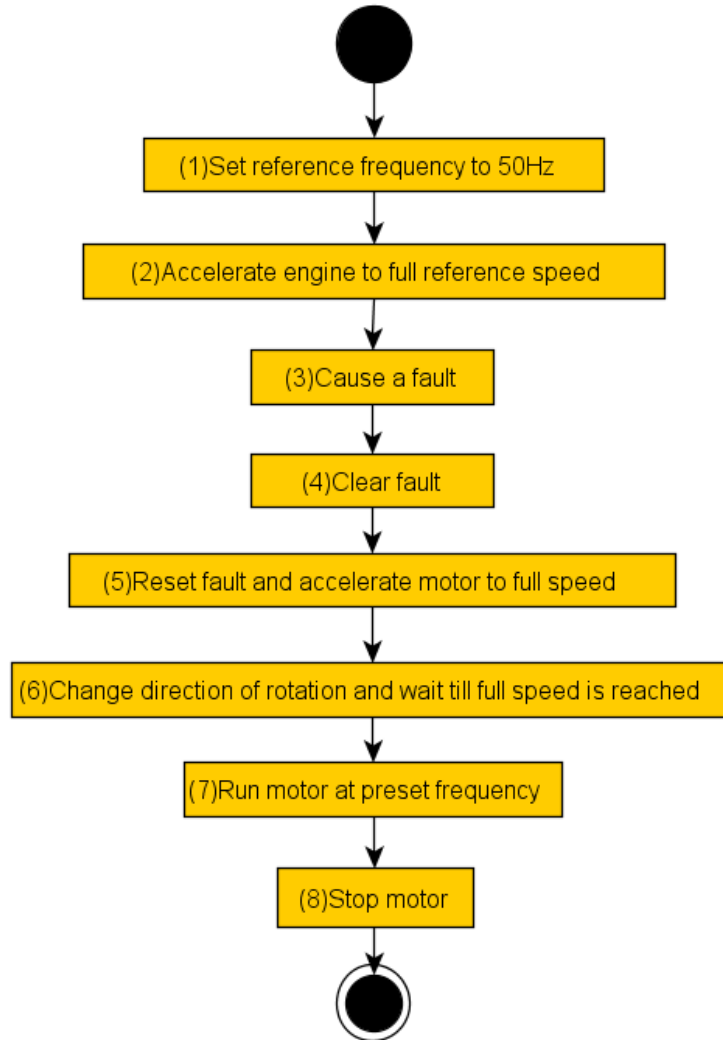 (1)Set reference frequency to 50Hz
(2)Accelerate engine to full reference speed
(3)Cause a fault
(4)Clear fault
(5)Reset fault and accelerate motor to full speed
(6)Change direction of rotation and wait till full speed is reached
(7)Run motor at preset frequency
(8)Stop motor